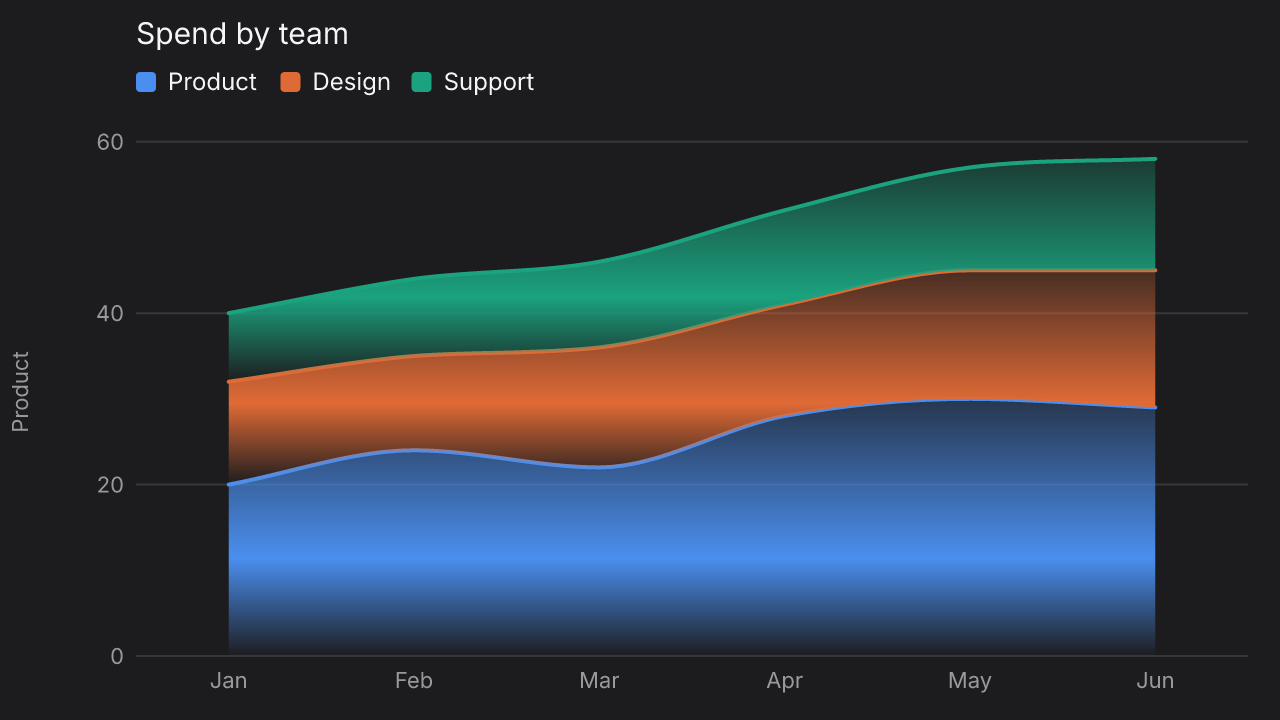 Spend by team
Product Design Support
60
40
20
0
Product
Jan Feb Mar Apr May Jun